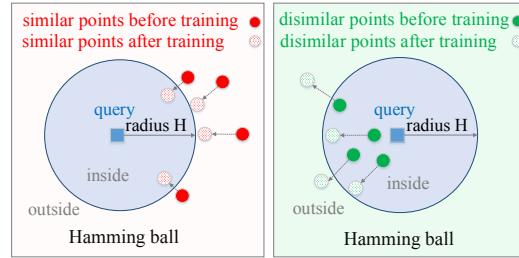 similar points before training
similar points after training
query
radius H
inside
outside
Hamming ball
disimilar points before training
disimilar points after training
query
radius H
inside
outside
Hamming ball